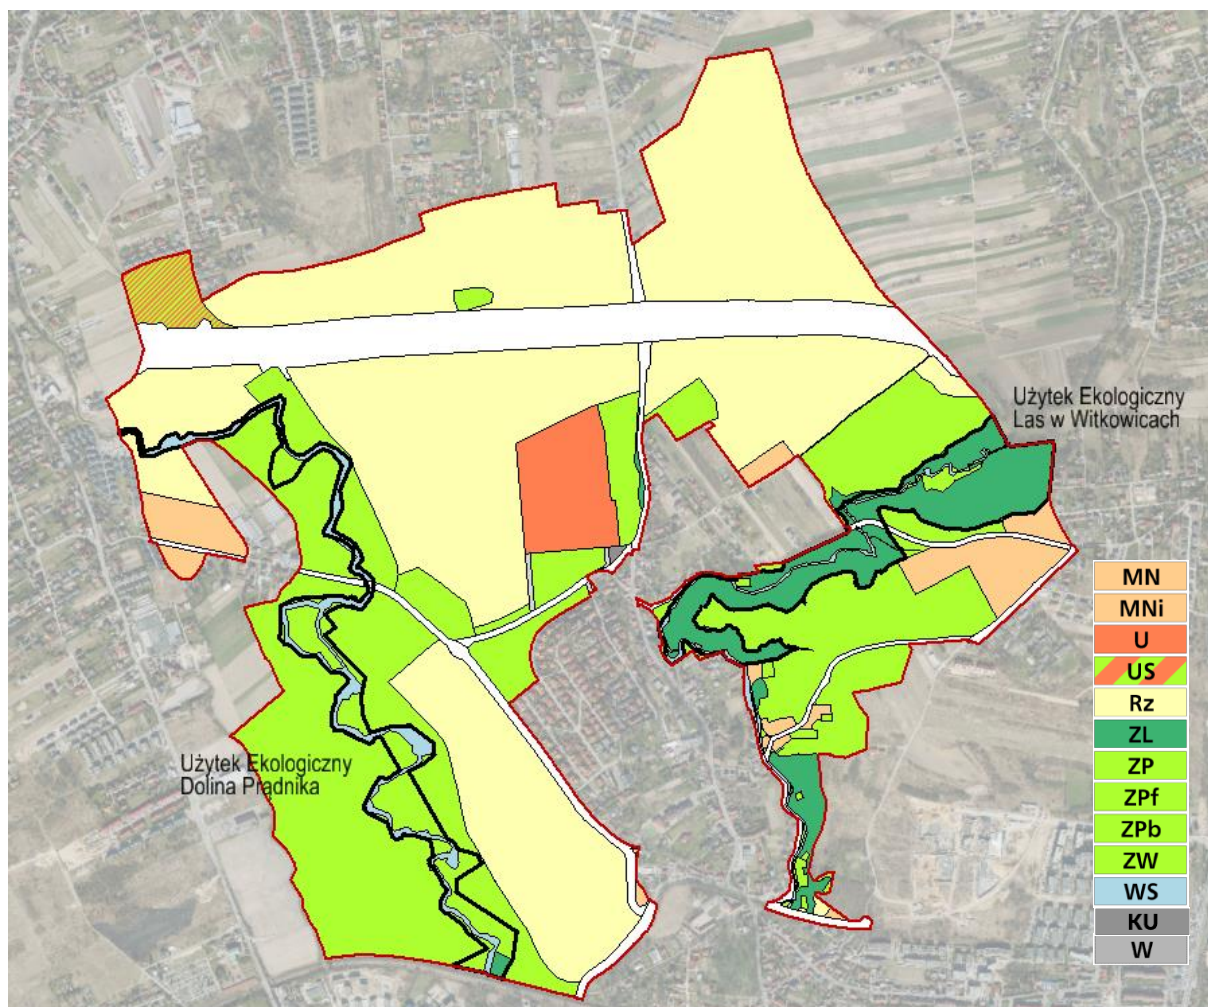 Użytek Ekologiczny
Las w Witkowicach
Użytek Ekologiczny
Dolina Prądnika
MN
MNi
U
US
Rz
ZL
ZP
ZPf
ZPb
ZW
WS
KU
W